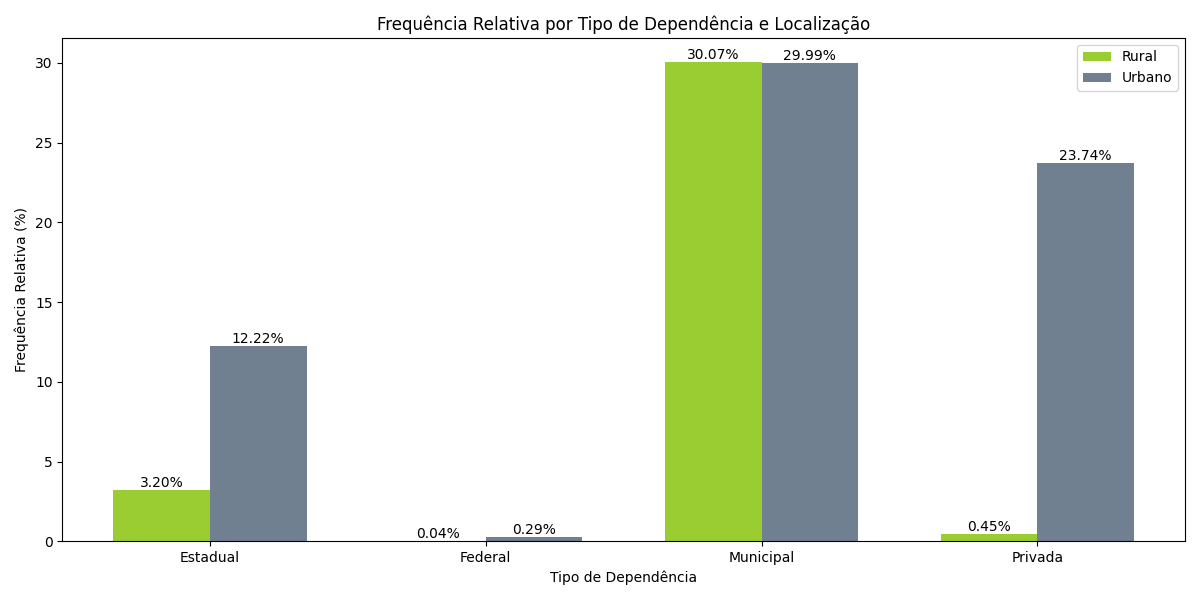 Frequência Relativa por Tipo de Dependência e Localização
Rural
Urbano
Frequência Relativa (%)
30
25
20
15
10
5
0
3.20%
12.22%
0.04%
0.29%
30.07%
29.99%
0.45%
23.74%
Estadual
Federal
Municipal
Privada
Tipo de Dependência